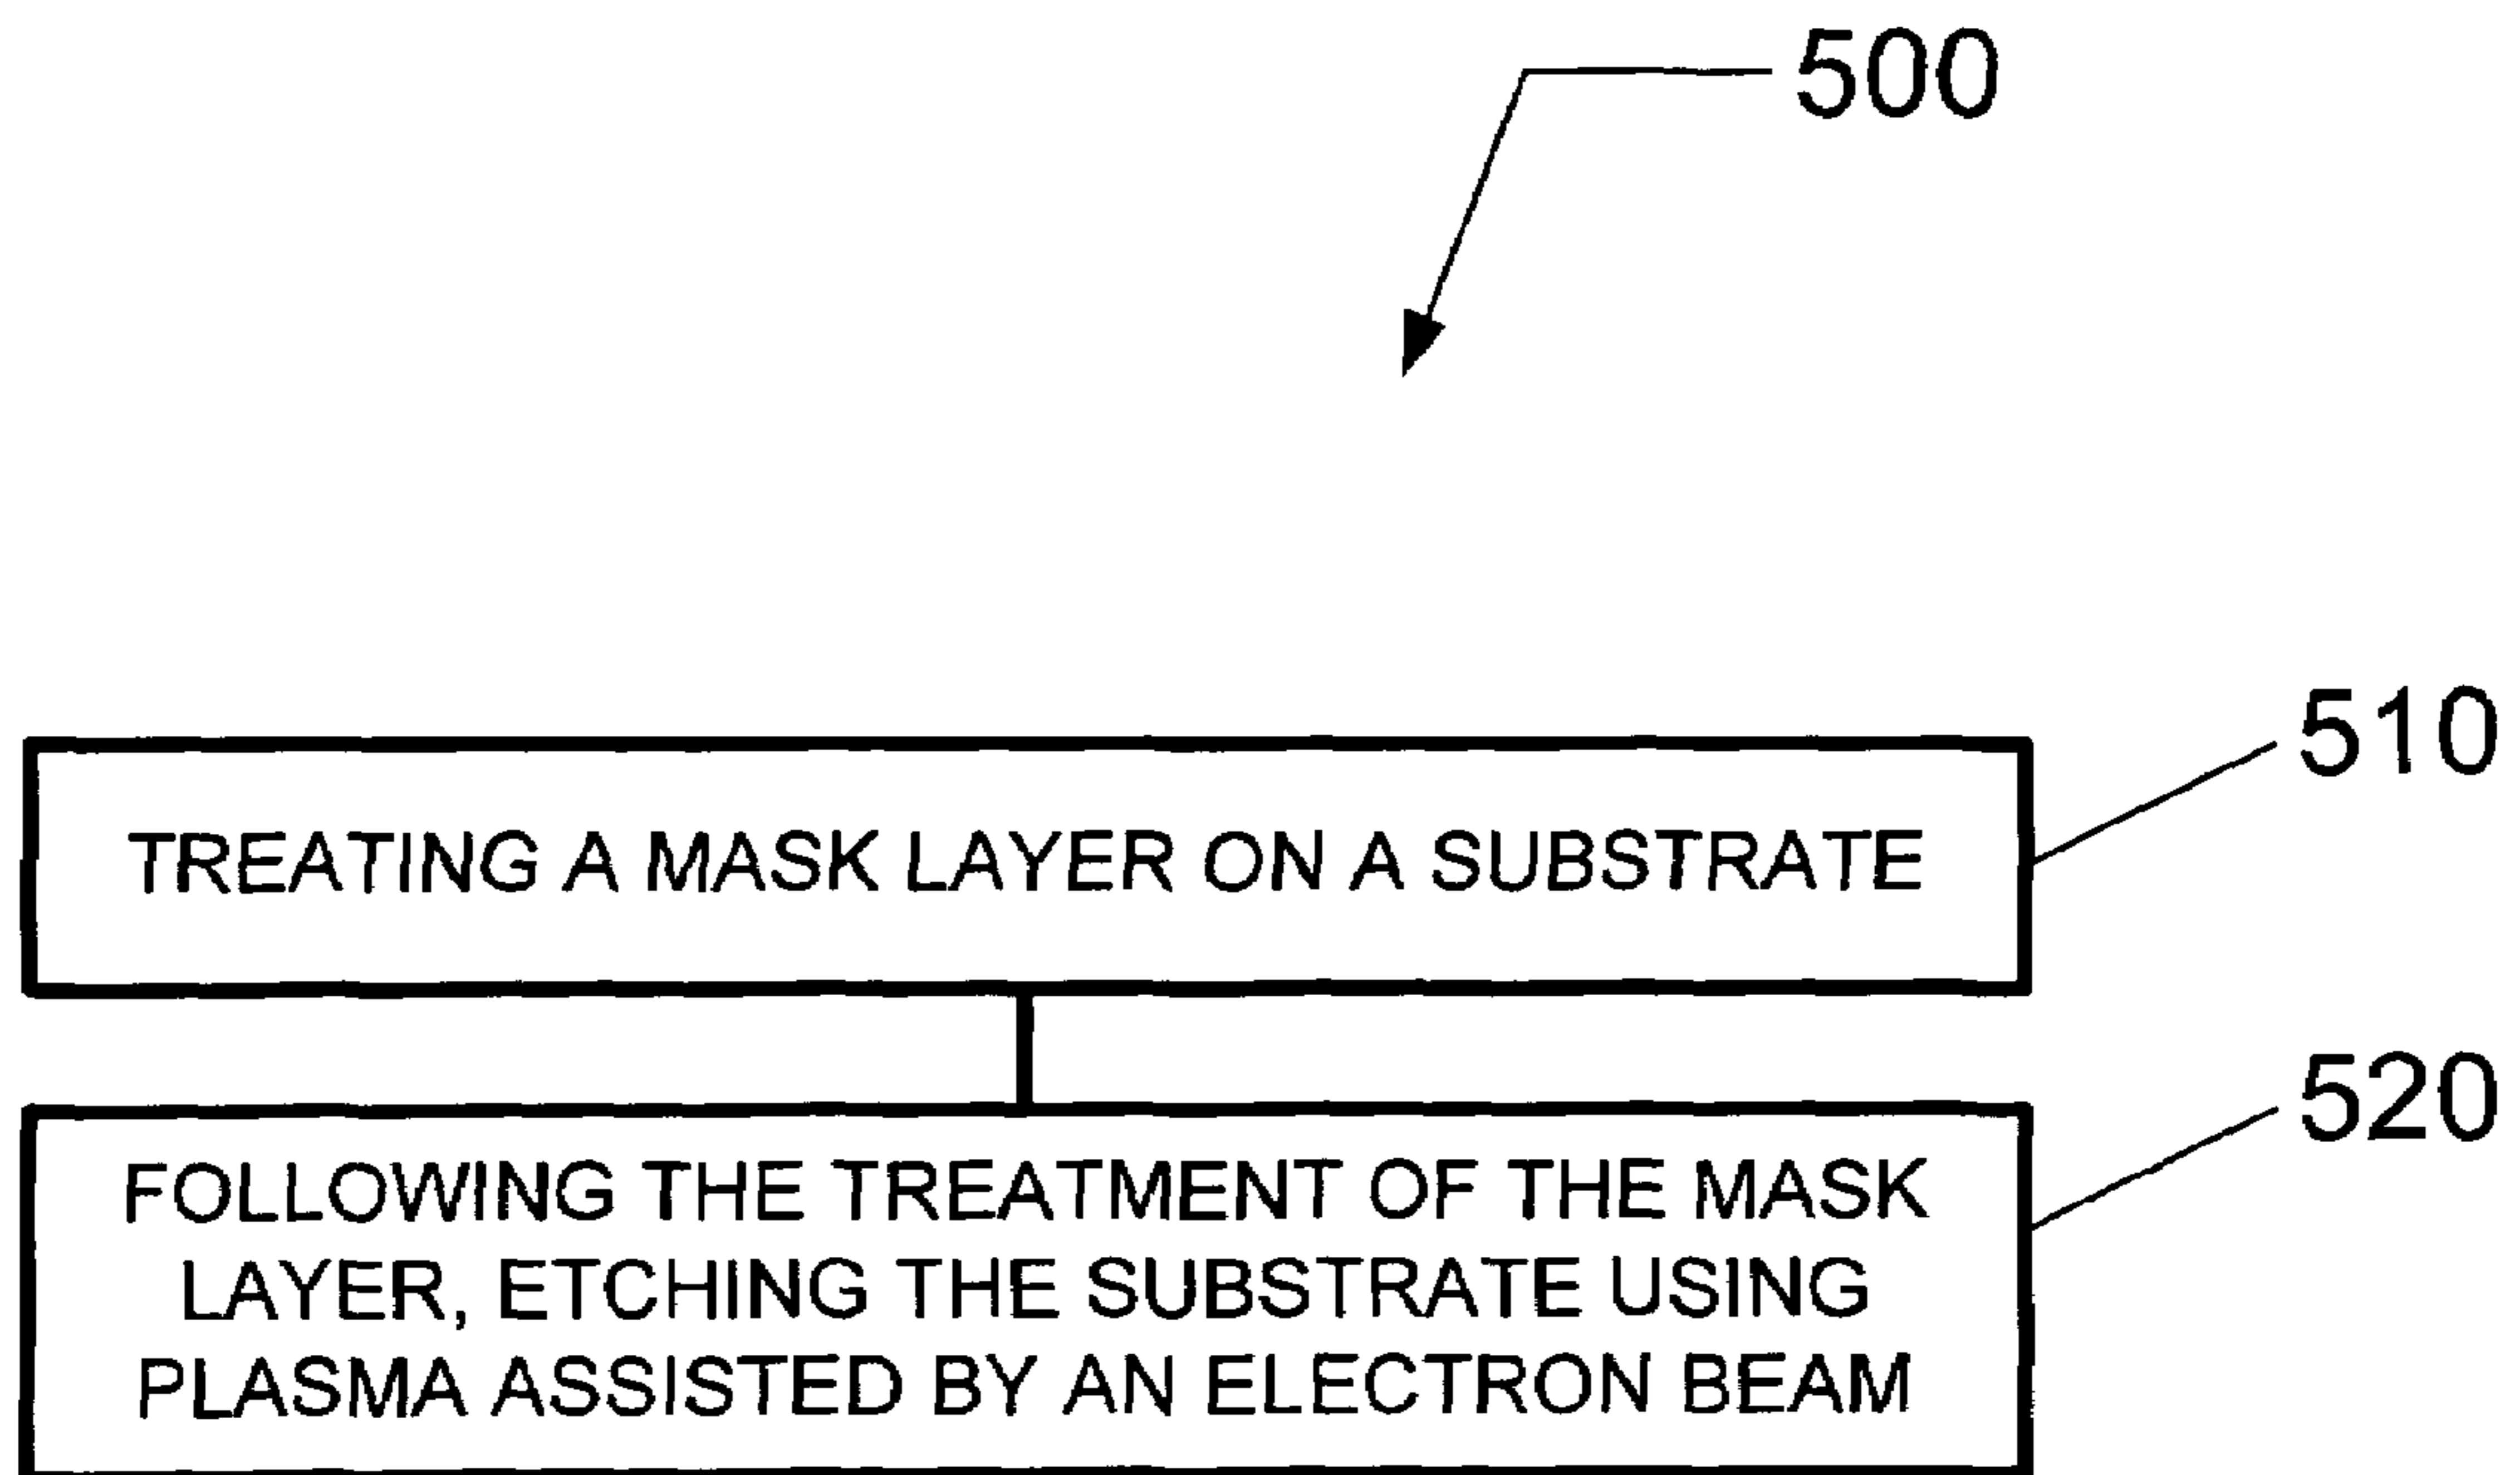 500
510
TREATING A MASK LAYER ON A SUBSTRATE
520
FOLLOWING THE TREATMENT OF THE MASK
LAYER, ETCHING THE SUBSTRATE USING
PLASMA ASSISTED BY AN ELECTRON BEAM